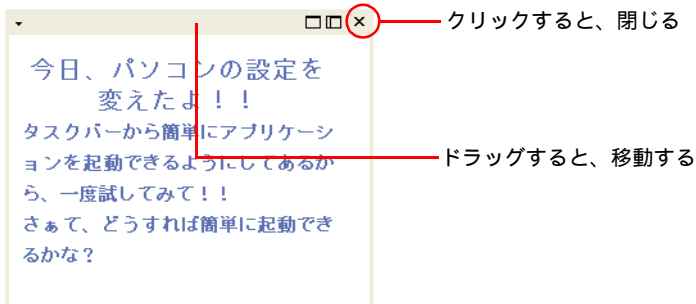 クリックすると、閉じる
今日、パソコンの設定を
変えたよ！！
タスクバーから簡単にアプリケーシ
ョンを起動できるようにしてあるか
ら、一度試してみて！！
さぁて、どうすれば簡単に起動でき
るかな？
ドラッグすると、移動する